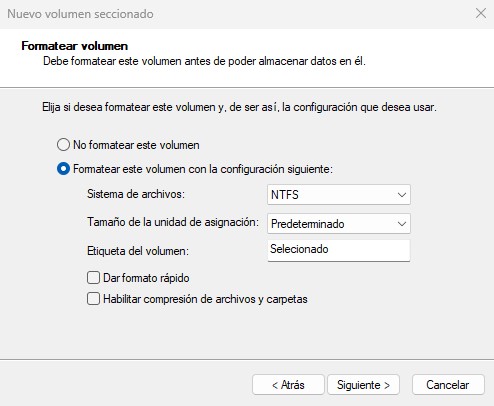 Nuevo volumen seccionado
Formatear volumen
Debe formatear este volumen antes de poder almacenar datos en él.
Elija si desea formatear este volumen y, de ser así, la configuración que desea usar.
No formatear este volumen
Formatear este volumen con la configuración siguiente:
Sistema de archivos: NTFS
Tamaño de la unidad de asignación: Predeterminado
Etiqueta del volumen: Selecionado
Dar formato rápido
Habilitar compresión de archivos y carpetas
< Atrás Siguiente > Cancelar